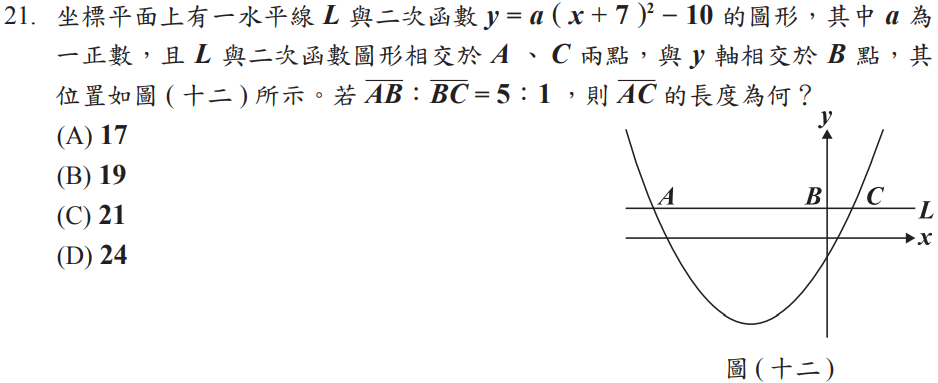 21. 坐標平面上有一水平線 L 與二次函數 y = a ( x + 7 )² − 10 的圖形，其中 a 為
一正數，且 L 與二次函數圖形相交於 A 、 C 兩點，與 y 軸相交於 B 點，其
位置如圖 ( 十二 ) 所示。若 A̅B̅ : B̅C̅ = 5 : 1 ，則 A̅C̅ 的長度為何？
(A) 17
(B) 19
(C) 21
(D) 24
y
A B C
L
x
圖 ( 十二 )